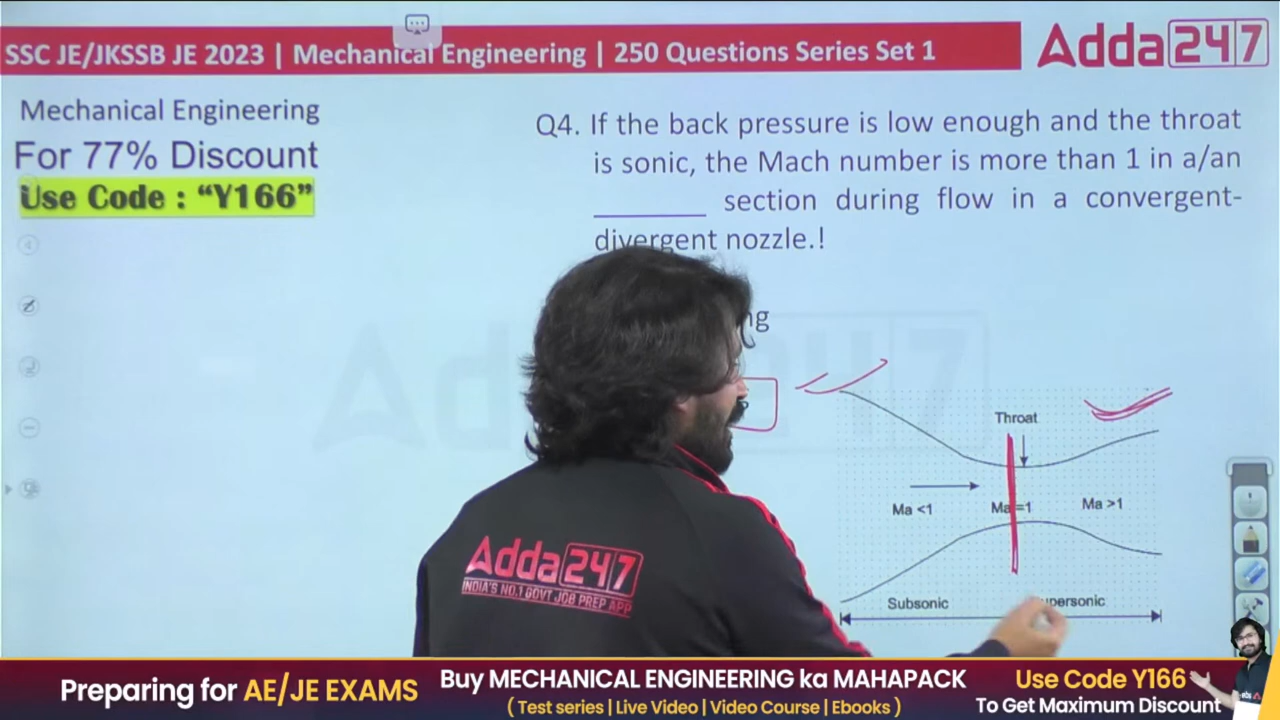 SSC JE/JKSSB JE 2023 | Mechanical Engineering | 250 Questions Series Set 1
Adda247
Mechanical Engineering
For 77% Discount
Use Code : “Y166”
Q4. If the back pressure is low enough and the throat
is sonic, the Mach number is more than 1 in a/an
________ section during flow in a convergent-
divergent nozzle.!
Throat
Ma <1
Ma =1
Ma >1
Subsonic
Adda247
INDIA'S NO.1 GOVT JOB PREP APP
Preparing for AE/JE EXAMS
Buy MECHANICAL ENGINEERING ka MAHAPACK
( Test series | Live Video | Video Course | Ebooks )
Use Code Y166
To Get Maximum Discount